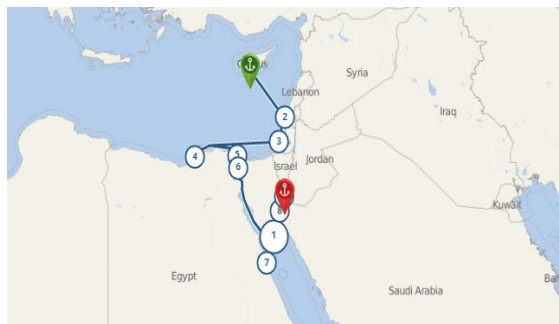 Syria
Lebanon
Iraq
2
3
4
5
Israel
Jordan
6
Kuwait
8
1
7
Egypt
Saudi Arabia